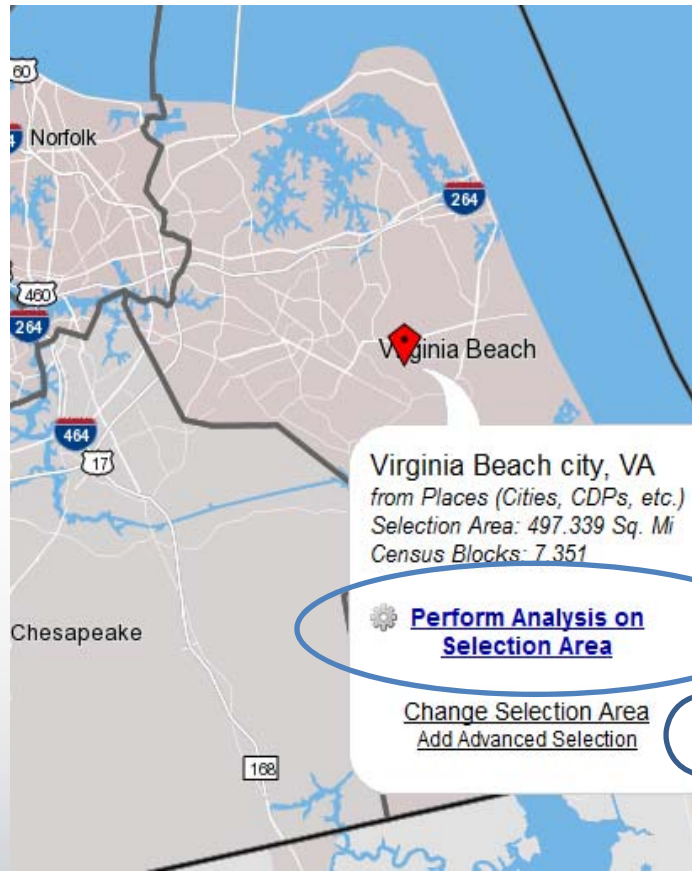 60
Norfolk
264
460
264
Virginia Beach
464
17
Virginia Beach city, VA
from Places (Cities, CDPs, etc.)
Selection Area: 497.339 Sq. Mi
Census Blocks: 7,351
Perform Analysis on
Selection Area
Chesapeake
Change Selection Area
Add Advanced Selection
168